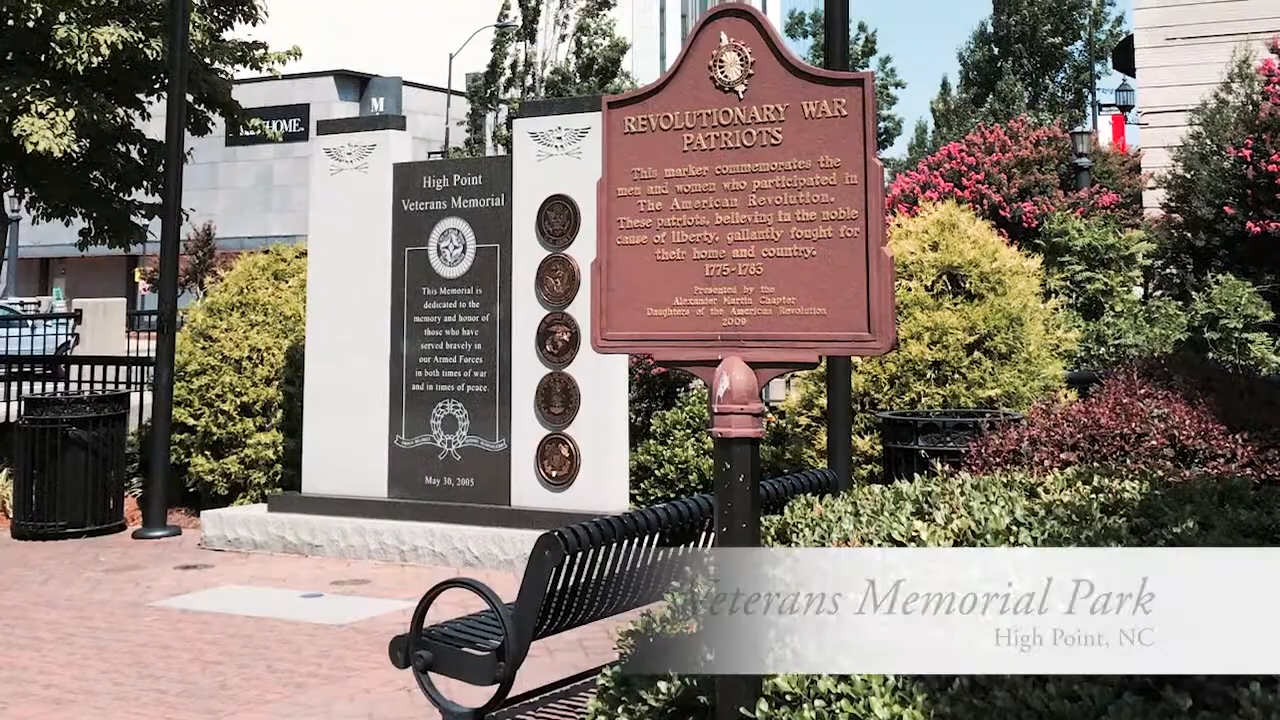 M
HOME
High Point
Veterans Memorial
This Memorial is
dedicated to the
memory and honor of
those who have
served bravely in
our Armed Forces
in both times of war
and in times of peace.
May 30, 2005
REVOLUTIONARY WAR
PATRIOTS
This marker commemorates the
men and women who participated in
The American Revolution.
These patriots, believing in the noble
cause of liberty, gallantly fought for
their home and country.
1775-1783
Presented by the
Alexander Martin Chapter
Daughters of the American Revolution
2009
Veterans Memorial Park
High Point, NC